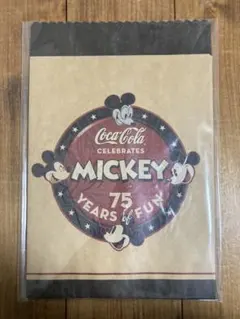 Coca-Cola
CELEBRATES
MICKEY
75
YEARS of FUN